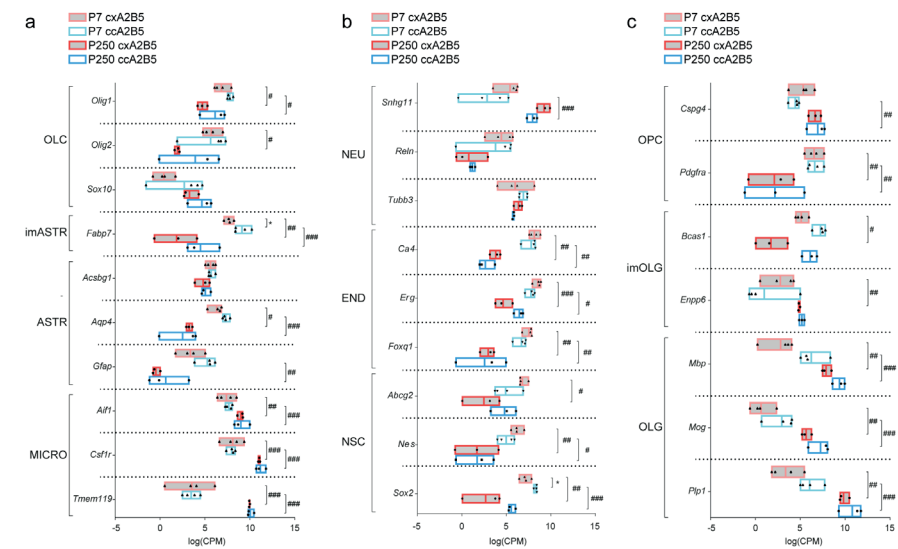 a
P7 cxA2B5
P7 ccA2B5
P250 cxA2B5
P250 ccA2B5
OLC
Olig1
#
#
Olig2
#
Sox10
imASTR
Fabp7
*
##
###
ASTR
Acsbg1
Aqp4
#
###
Gfap
##
MICRO
Aif1
##
###
Csf1r
###
###
Tmem119
###
###
-5 0 5 10 15
log(CPM)
b
P7 cxA2B5
P7 ccA2B5
P250 cxA2B5
P250 ccA2B5
NEU
Snhg11
###
Reln
Tubb3
END
Ca4
##
##
Erg
###
#
Foxq1
##
##
NSC
Abcg2
#
Nes
##
#
Sox2
*
##
###
-5 0 5 10 15
log(CPM)
c
P7 cxA2B5
P7 ccA2B5
P250 cxA2B5
P250 ccA2B5
OPC
Cspg4
##
Pdgfra
##
##
imOLG
Bcas1
#
Enpp6
##
OLG
Mbp
##
###
Mog
##
###
Plp1
##
###
-5 0 5 10 15
log(CPM)